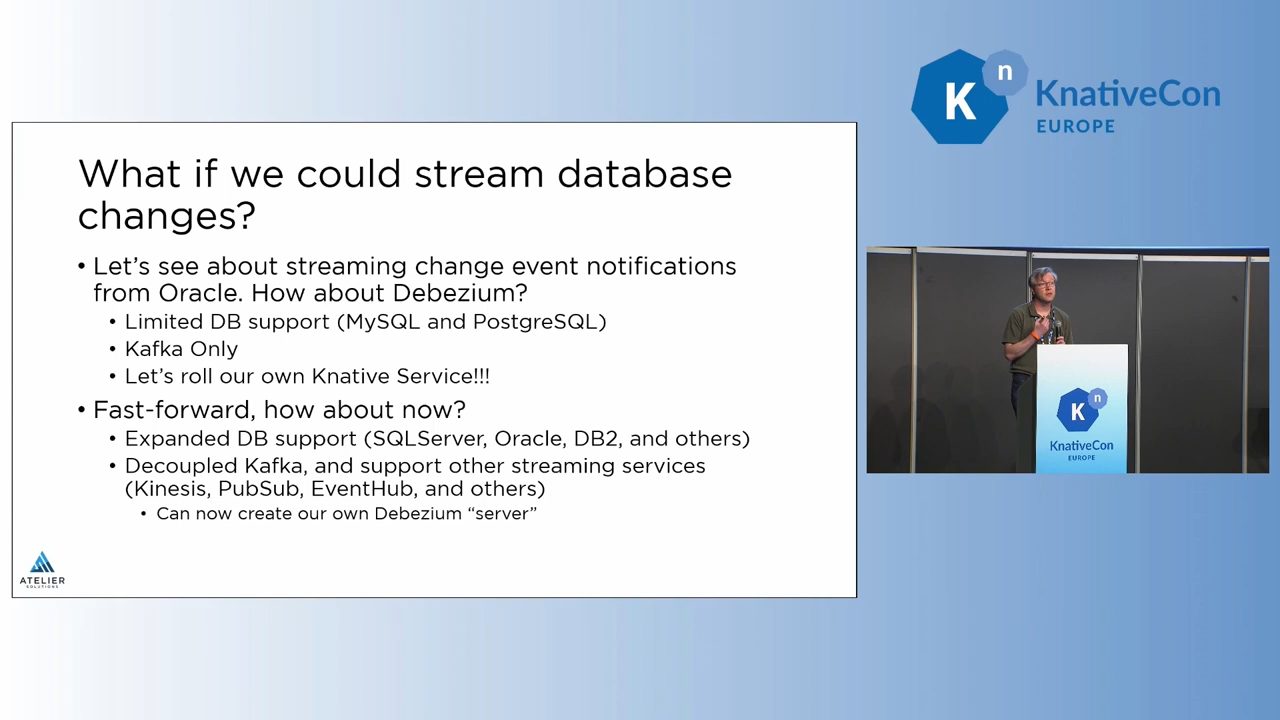 K
n
KnativeCon
EUROPE
What if we could stream database
changes?
• Let’s see about streaming change event notifications
from Oracle. How about Debezium?
• Limited DB support (MySQL and PostgreSQL)
• Kafka Only
• Let’s roll our own Knative Service!!!
• Fast-forward, how about now?
• Expanded DB support (SQLServer, Oracle, DB2, and others)
• Decoupled Kafka, and support other streaming services
(Kinesis, PubSub, EventHub, and others)
• Can now create our own Debezium “server”
ATELIER
SOLUTIONS
K
n
KnativeCon
EUROPE